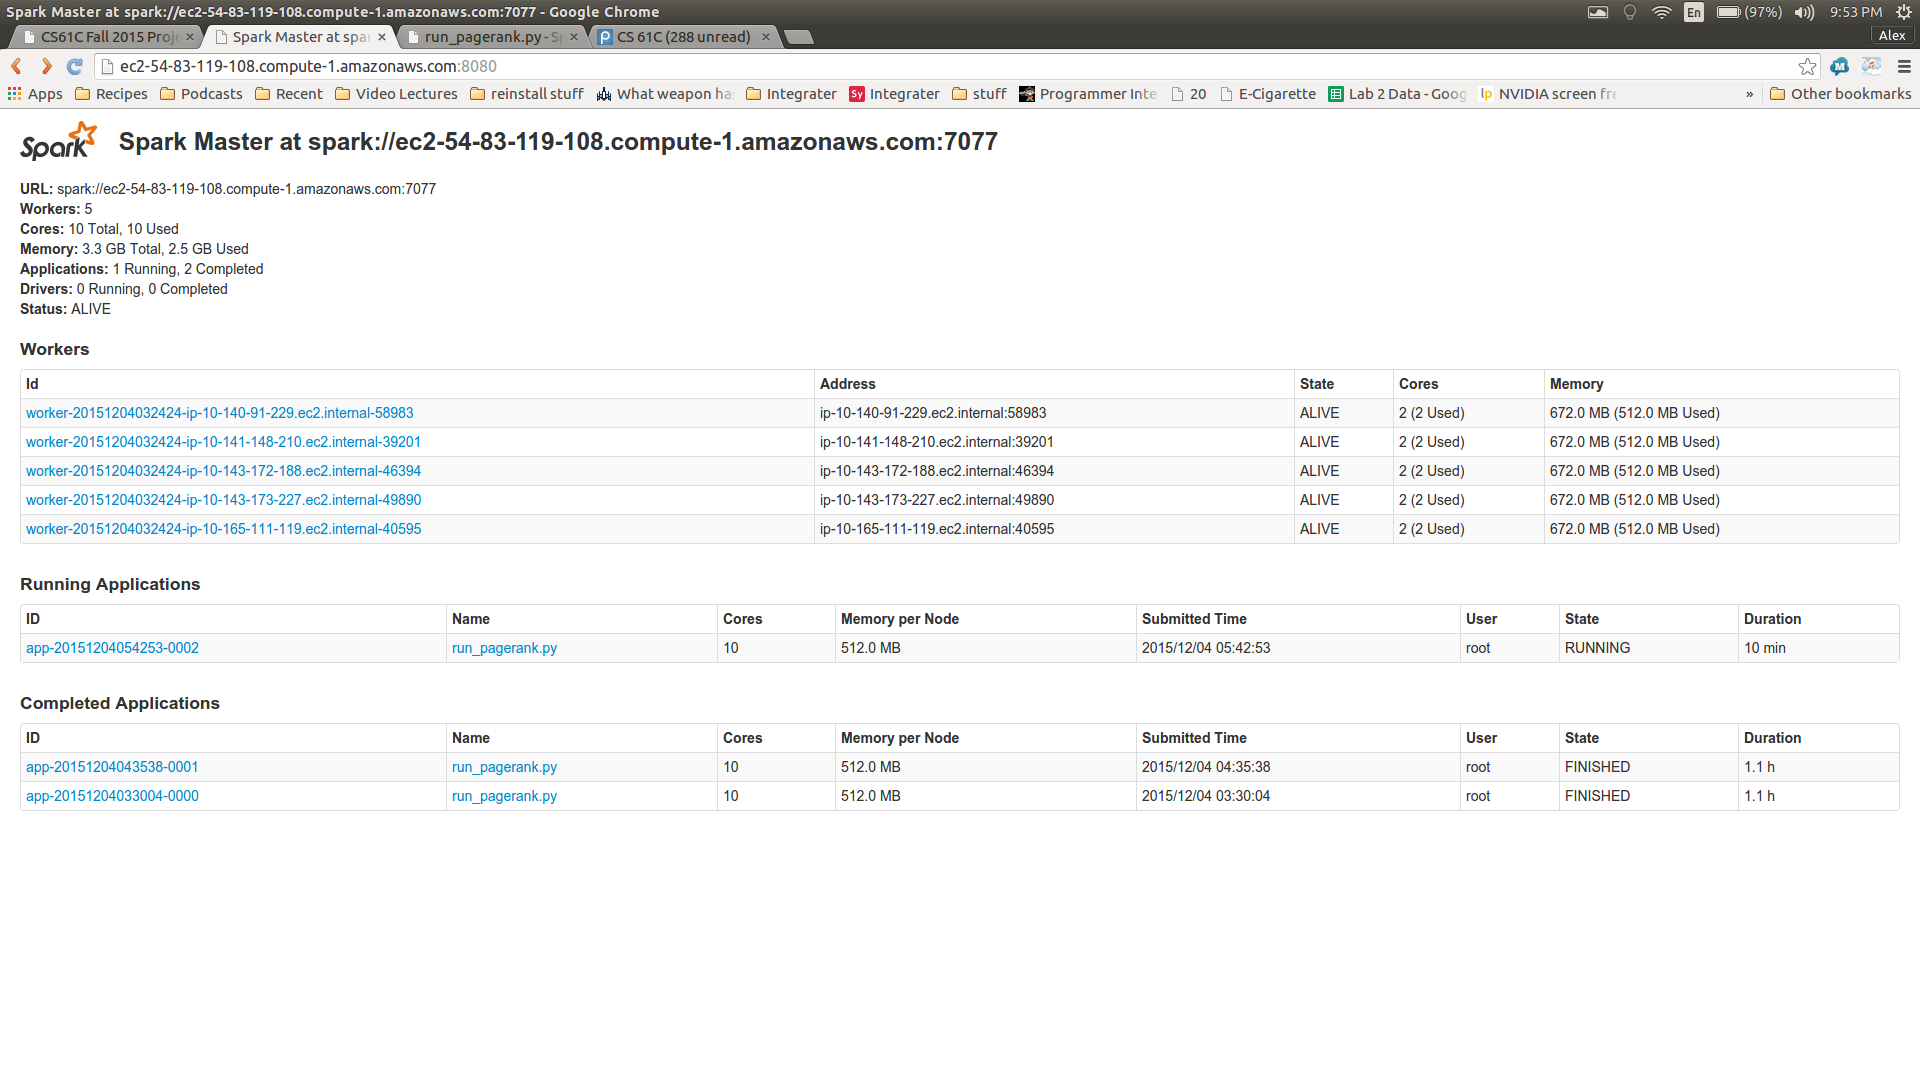 Spark Master at spark://ec2-54-83-119-108.compute-1.amazonaws.com:7077 - Google Chrome
En (97%) 9:53 PM
CS61C Fall 2015 Proj
Spark Master at spa
run_pagerank.py - S
CS 61C (288 unread)
Alex
ec2-54-83-119-108.compute-1.amazonaws.com:8080
Apps Recipes Podcasts Recent Video Lectures reinstall stuff What weapon ha Integrater Sy Integrater stuff Programmer Inte 20 E-Cigarette Lab 2 Data - Goog lp NVIDIA screen fr » Other bookmarks
Spark Spark Master at spark://ec2-54-83-119-108.compute-1.amazonaws.com:7077
URL: spark://ec2-54-83-119-108.compute-1.amazonaws.com:7077
Workers: 5
Cores: 10 Total, 10 Used
Memory: 3.3 GB Total, 2.5 GB Used
Applications: 1 Running, 2 Completed
Drivers: 0 Running, 0 Completed
Status: ALIVE
Workers
Id Address State Cores Memory
worker-20151204032424-ip-10-140-91-229.ec2.internal-58983 ip-10-140-91-229.ec2.internal:58983 ALIVE 2 (2 Used) 672.0 MB (512.0 MB Used)
worker-20151204032424-ip-10-141-148-210.ec2.internal-39201 ip-10-141-148-210.ec2.internal:39201 ALIVE 2 (2 Used) 672.0 MB (512.0 MB Used)
worker-20151204032424-ip-10-143-172-188.ec2.internal-46394 ip-10-143-172-188.ec2.internal:46394 ALIVE 2 (2 Used) 672.0 MB (512.0 MB Used)
worker-20151204032424-ip-10-143-173-227.ec2.internal-49890 ip-10-143-173-227.ec2.internal:49890 ALIVE 2 (2 Used) 672.0 MB (512.0 MB Used)
worker-20151204032424-ip-10-165-111-119.ec2.internal-40595 ip-10-165-111-119.ec2.internal:40595 ALIVE 2 (2 Used) 672.0 MB (512.0 MB Used)
Running Applications
ID Name Cores Memory per Node Submitted Time User State Duration
app-20151204054253-0002 run_pagerank.py 10 512.0 MB 2015/12/04 05:42:53 root RUNNING 10 min
Completed Applications
ID Name Cores Memory per Node Submitted Time User State Duration
app-20151204043538-0001 run_pagerank.py 10 512.0 MB 2015/12/04 04:35:38 root FINISHED 1.1 h
app-20151204033004-0000 run_pagerank.py 10 512.0 MB 2015/12/04 03:30:04 root FINISHED 1.1 h